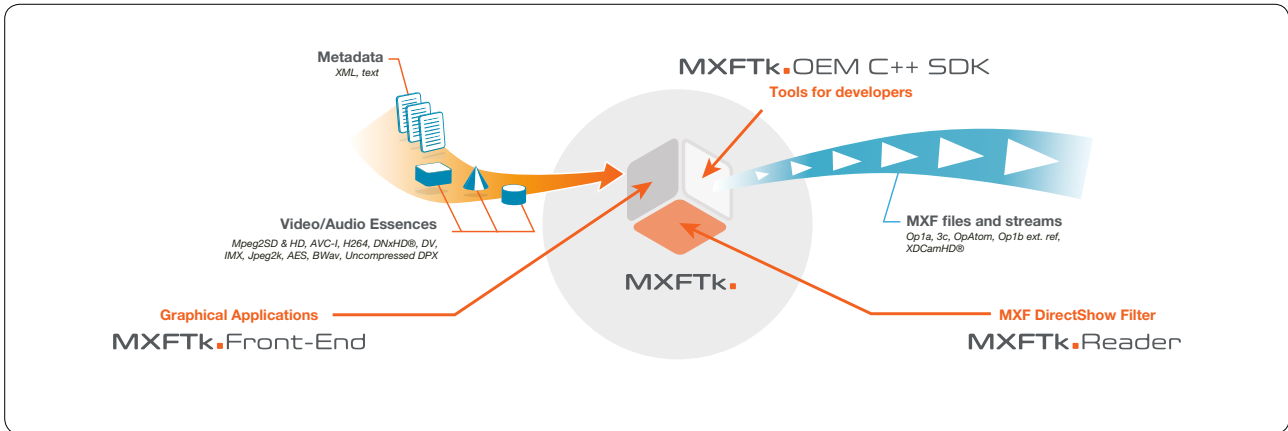 Metadata
XML, text
MXFTk.OEM C++ SDK
Tools for developers
Video/Audio Essences
Mpeg2SD & HD, AVC-I, H264, DNxHD®, DV,
IMX, Jpeg2k, AES, BWav, Uncompressed DPX
MXF files and streams
Op1a, 3c, OpAtom, Op1b ext. ref,
XDCamHD®
MXFTk.
Graphical Applications
MXFTk.Front-End
MXF DirectShow Filter
MXFTk.Reader